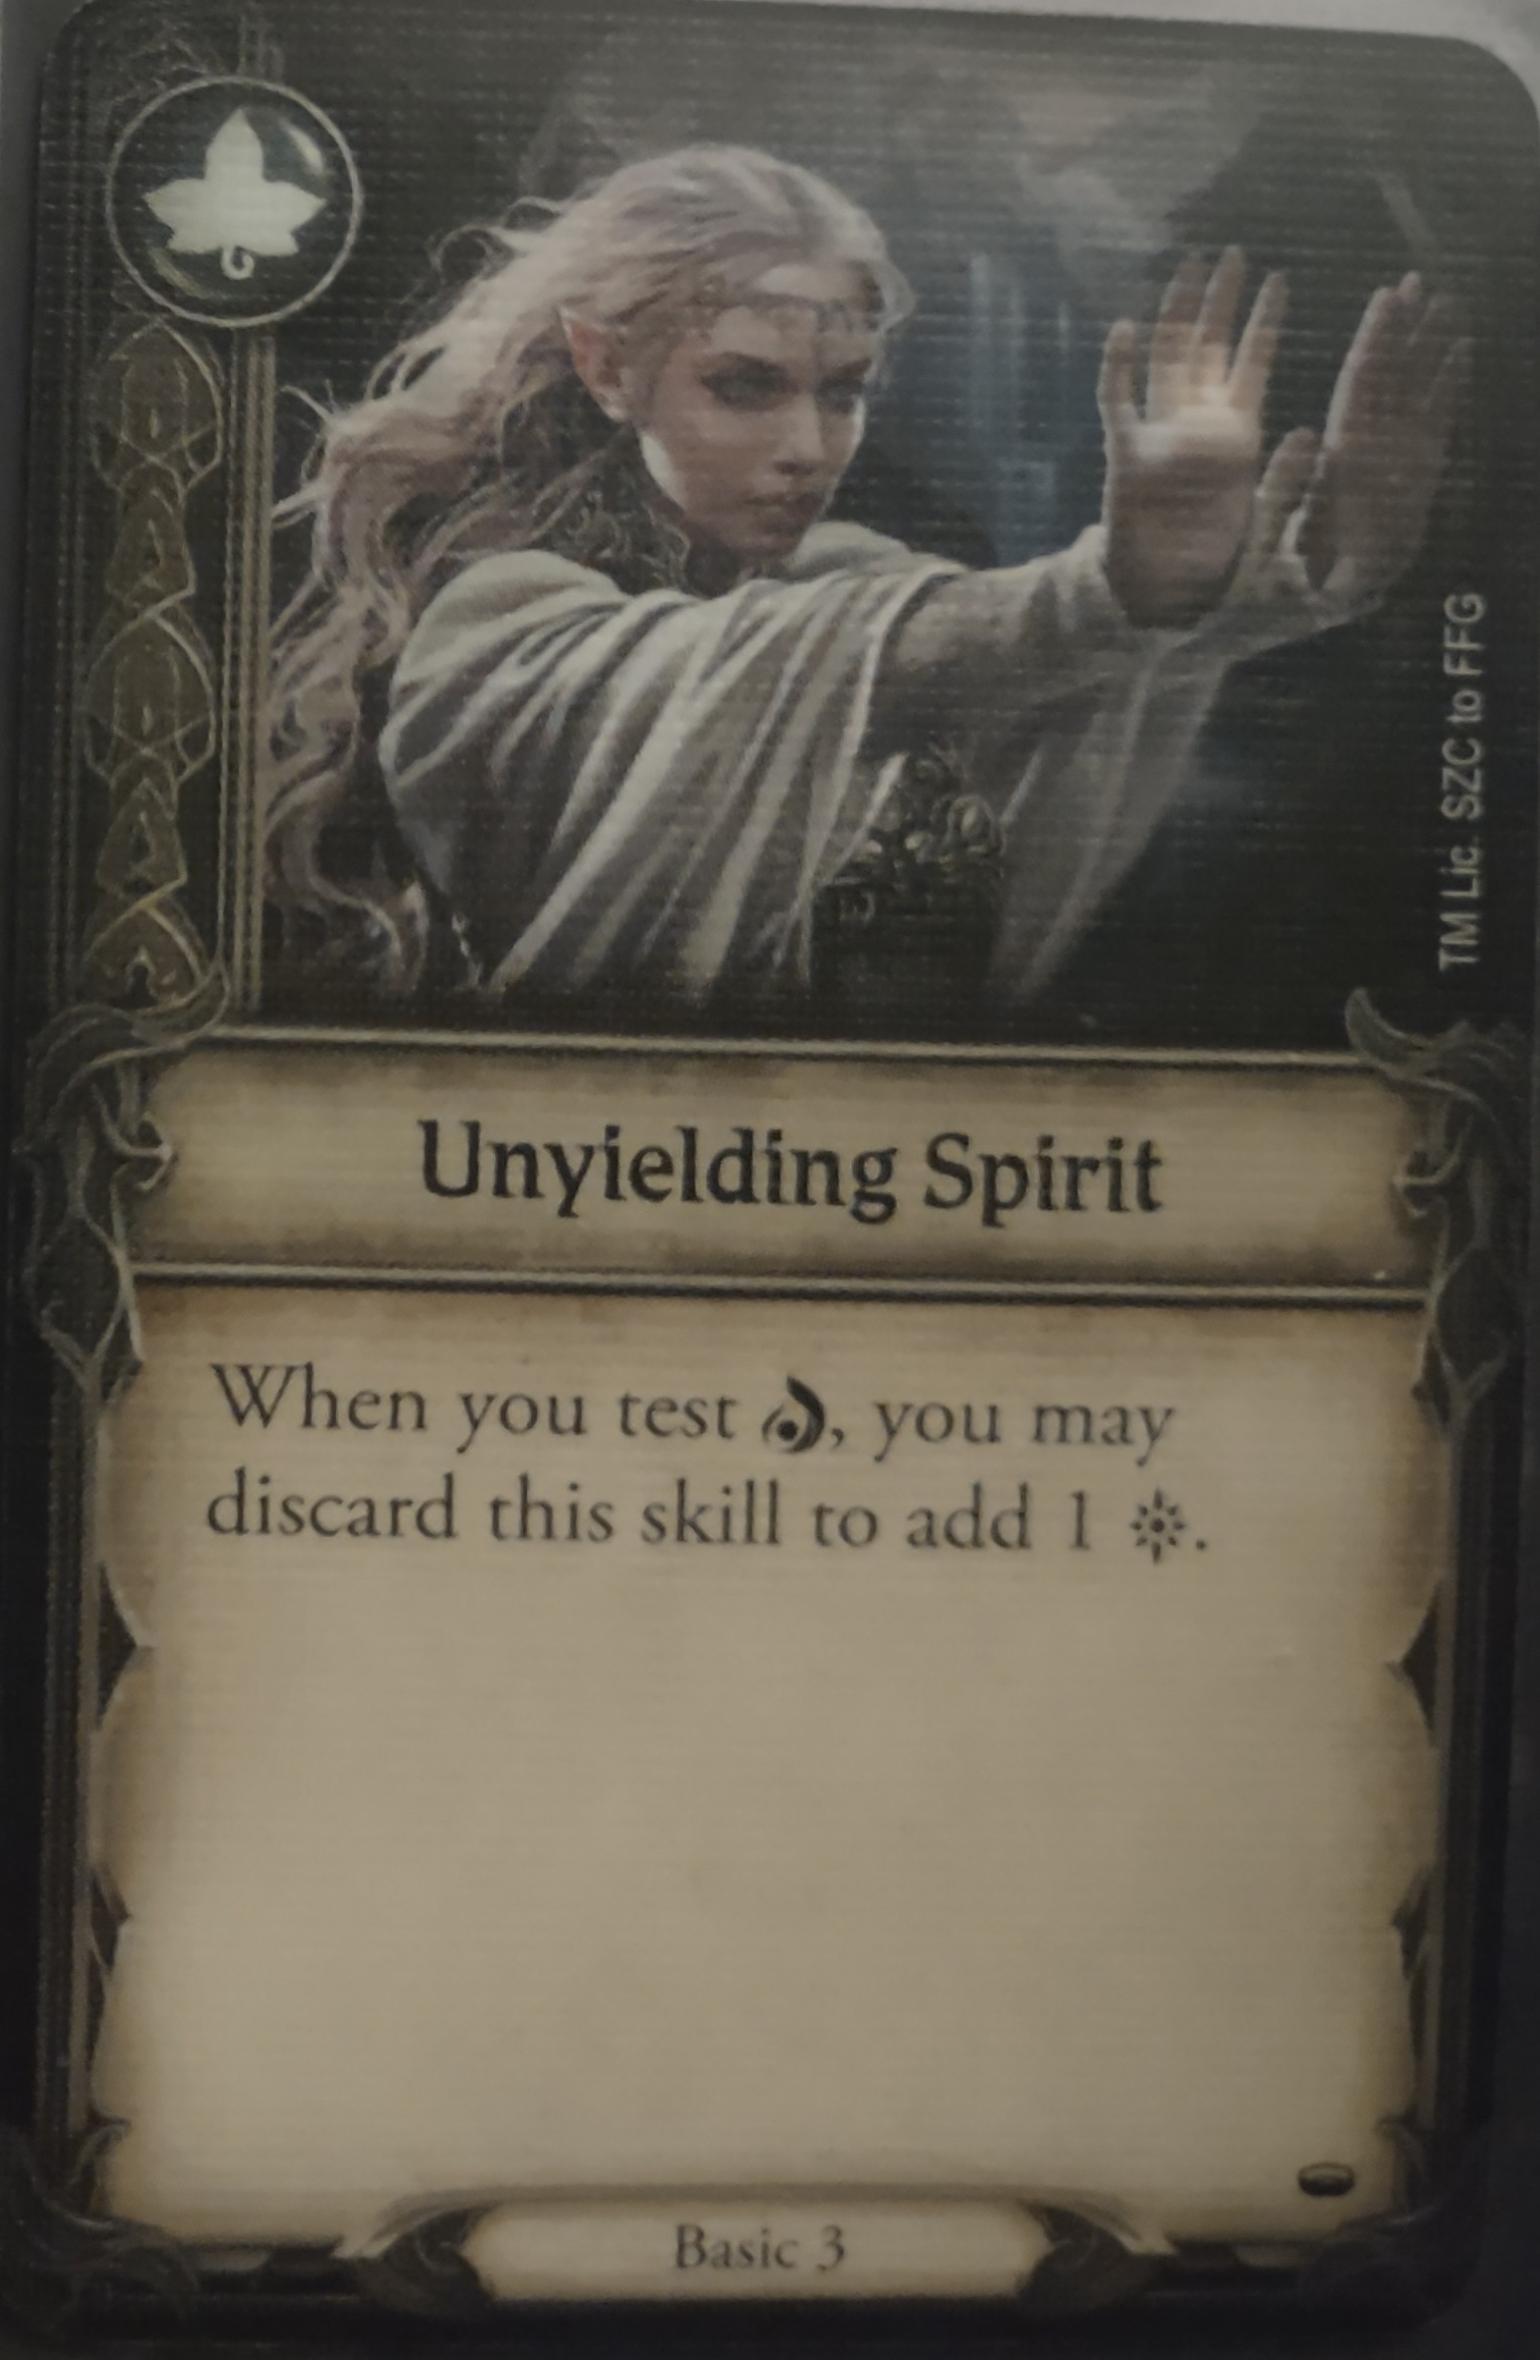 TM Lic. SZC to FFG
Unyielding Spirit
When you test , you may
discard this skill to add 1 .
Basic 3